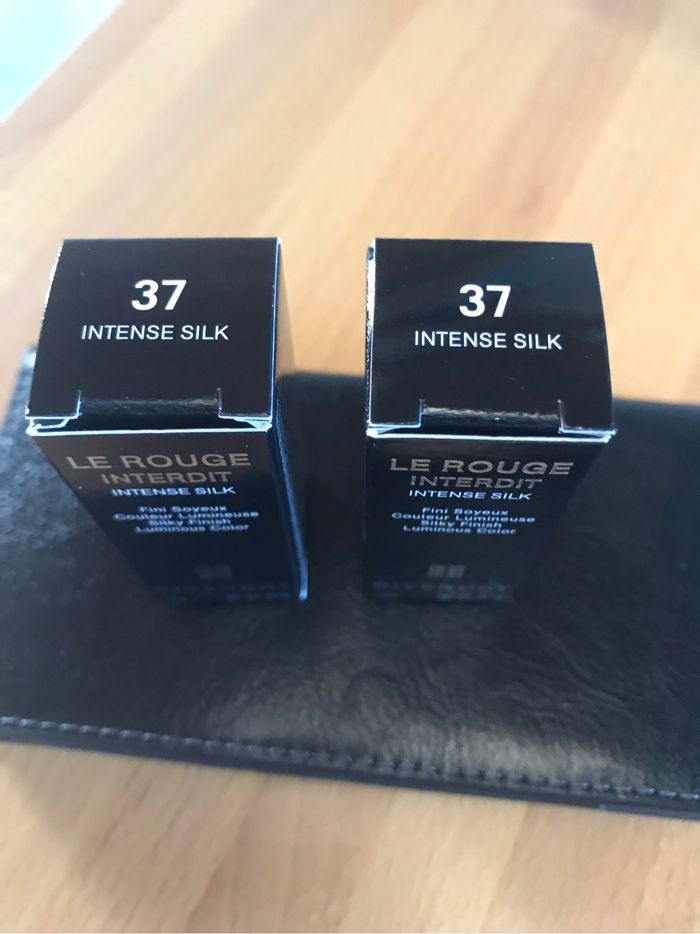 37
INTENSE SILK
LE ROUGE
INTERDIT
INTENSE SILK
Fini Soyeux
Couleur Lumineuse
Silky Finish
Luminous Color
37
INTENSE SILK
LE ROUGE
INTERDIT
INTENSE SILK
Fini Soyeux
Couleur Lumineuse
Silky Finish
Luminous Color